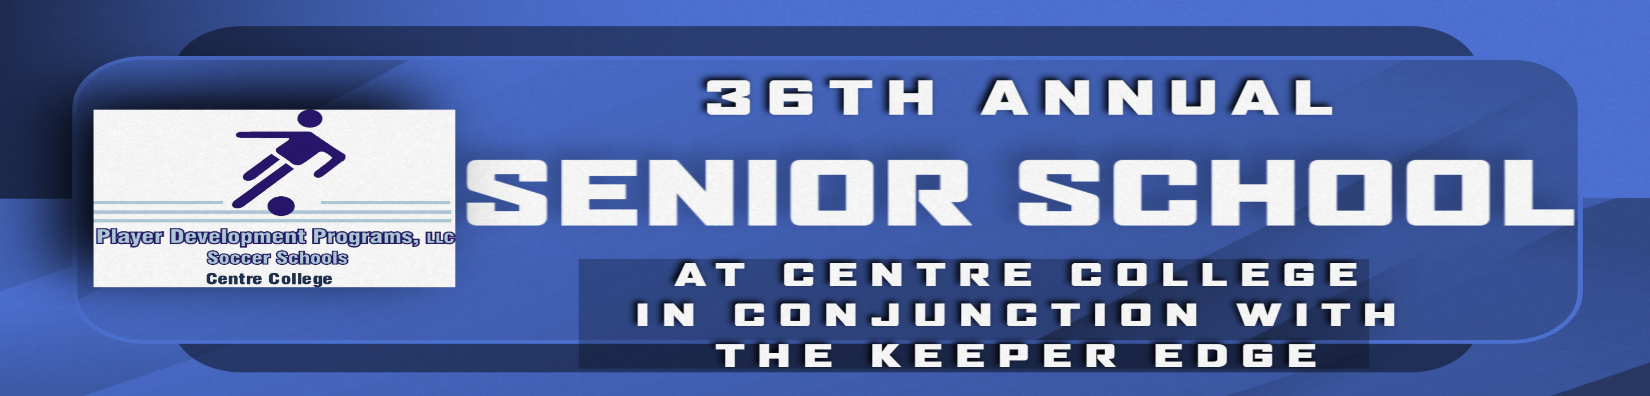 Player Development Programs, LLC
Soccer Schools
Centre College
36TH ANNUAL
SENIOR SCHOOL
AT CENTRE COLLEGE
IN CONJUNCTION WITH
THE KEEPER EDGE